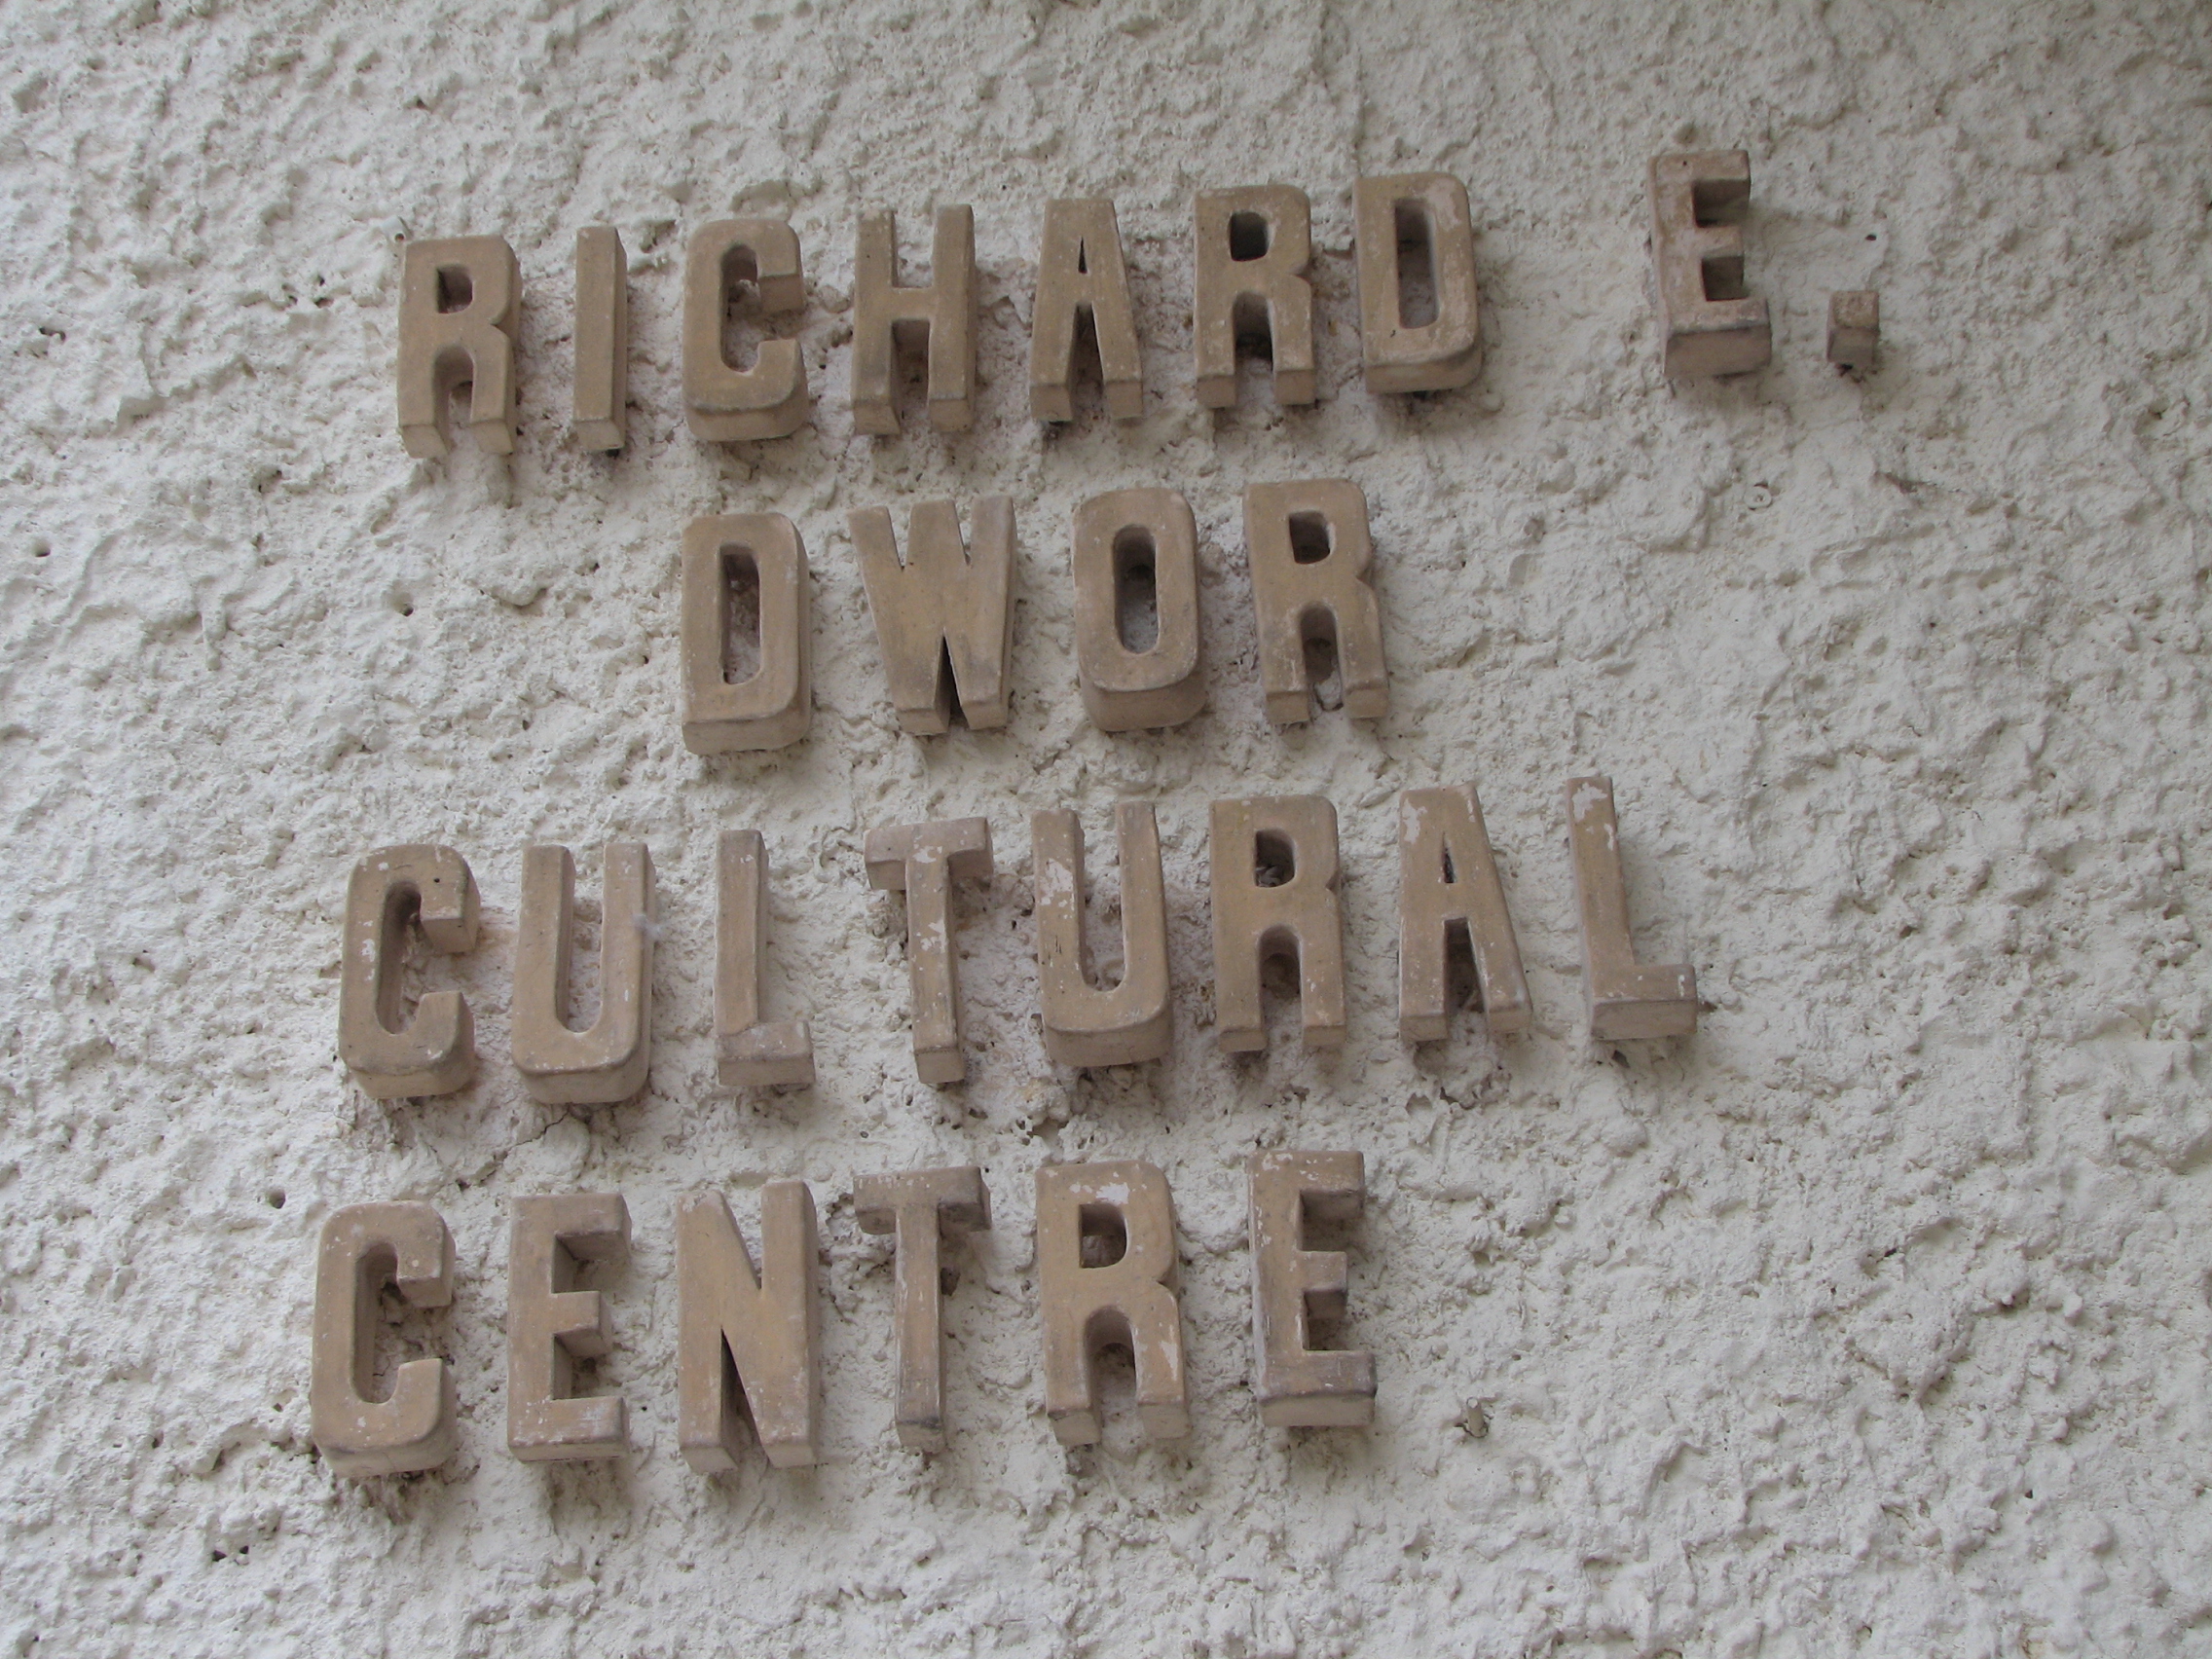 RICHARD E.
DWOR
CULTURAL
CENTRE